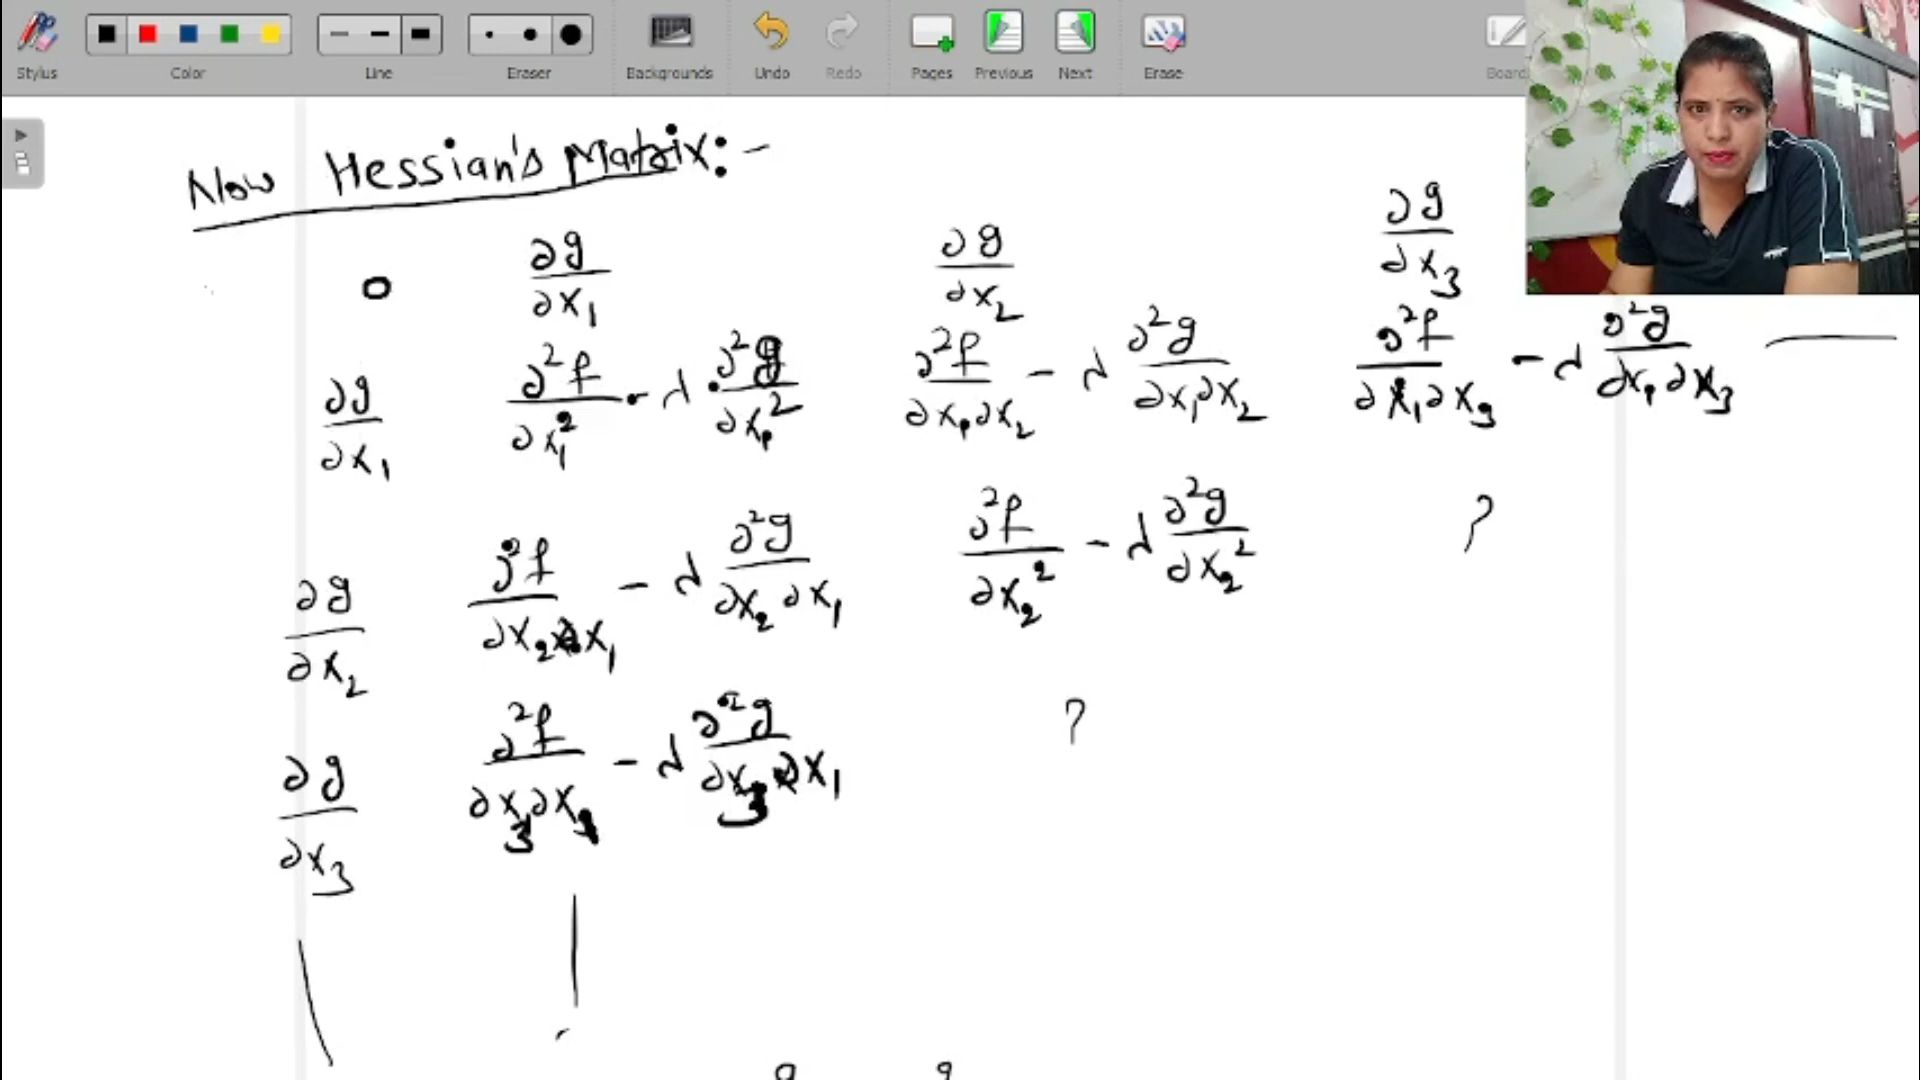 Stylus Color Line Eraser Backgrounds Undo Redo Pages Previous Next Erase Board
Now Hessian's Matrix:-
0 ∂g/∂x₁ ∂g/∂x₂ ∂g/∂x₃
∂g/∂x₁ ∂²f/∂x₁² - λ ∂²g/∂x₁² ∂²f/∂x₁∂x₂ - λ ∂²g/∂x₁∂x₂ ∂²f/∂x₁∂x₃ - λ ∂²g/∂x₁∂x₃ —
∂g/∂x₂ ∂²f/∂x₂∂x₁ - λ ∂²g/∂x₂∂x₁ ∂²f/∂x₂² - λ ∂²g/∂x₂² ?
∂g/∂x₃ ∂²f/∂x₃∂x₁ - λ ∂²g/∂x₃∂x₁ ?